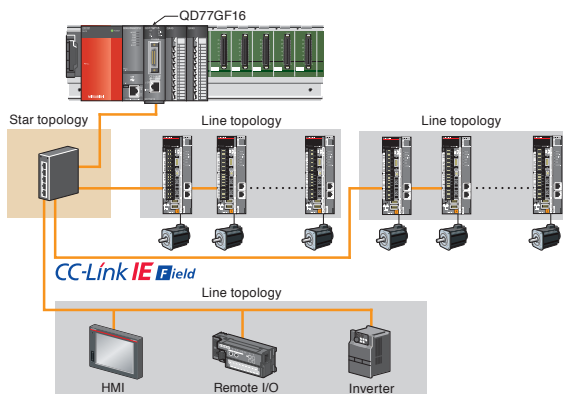 QD77GF16
Star topology
Line topology
Line topology
CC-Link IE Field
Line topology
HMI
Remote I/O
Inverter